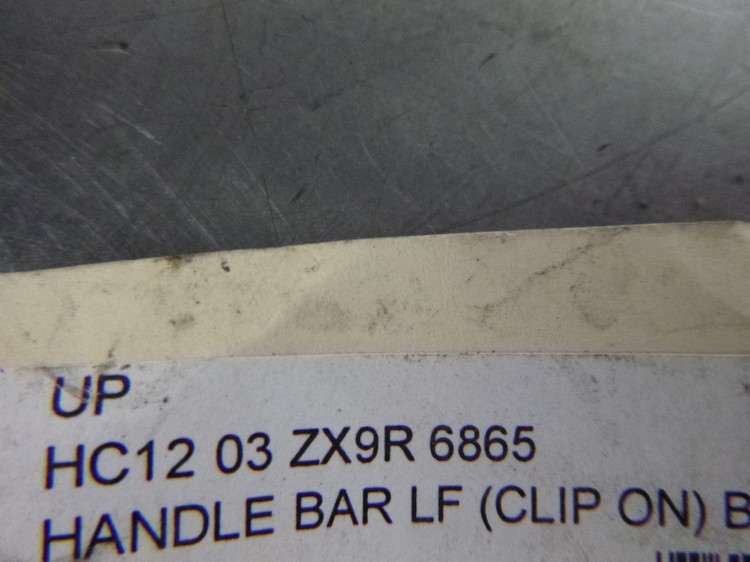 UP
HC12 03 ZX9R 6865
HANDLE BAR LF (CLIP ON) B